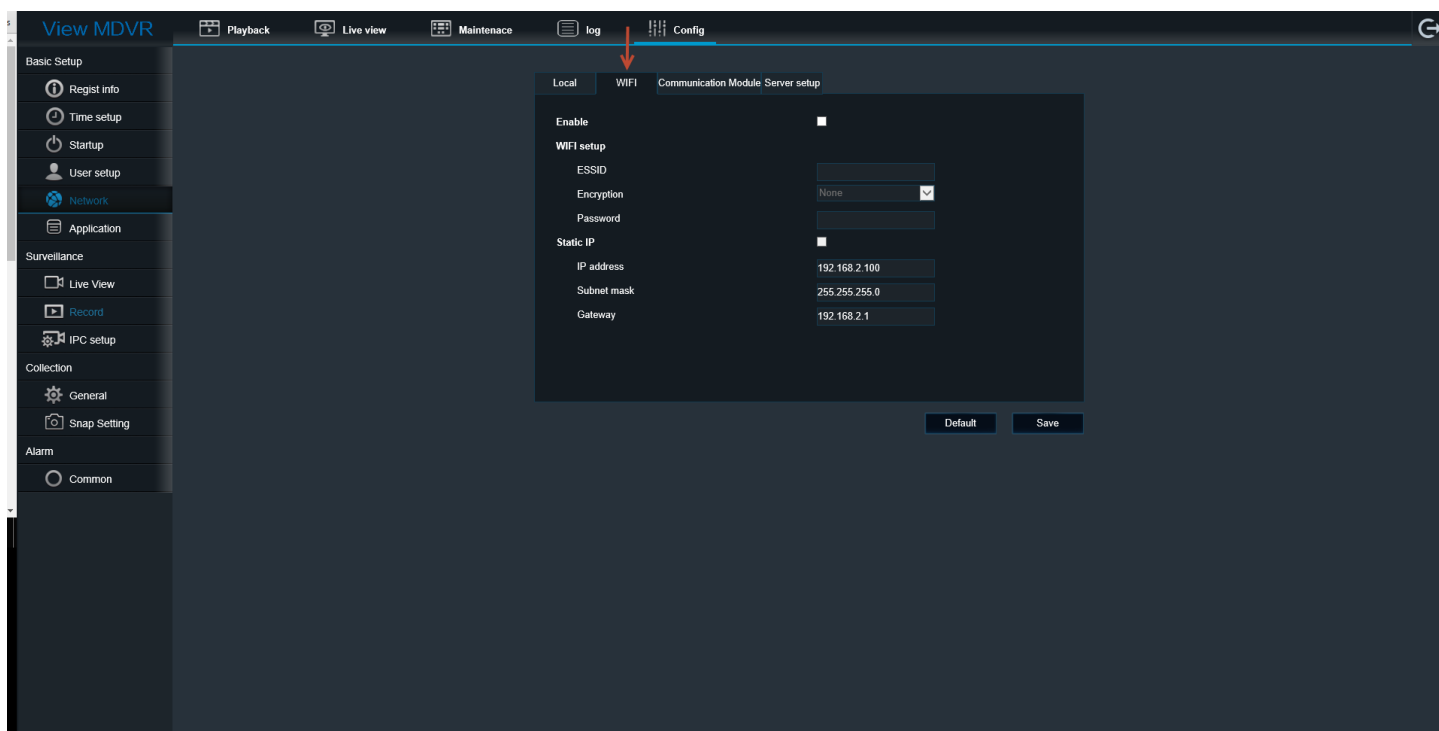 s
View MDVR
Playback
Live view
Maintenace
log
Config
Basic Setup
Regist info
Time setup
Startup
User setup
Network
Application
Surveillance
Live View
Record
IPC setup
Collection
General
Snap Setting
Alarm
Common
Local
WIFI
Communication Module
Server setup
Enable
WIFI setup
ESSID
Encryption None
Password
Static IP
IP address 192.168.2.100
Subnet mask 255.255.255.0
Gateway 192.168.2.1
Default
Save